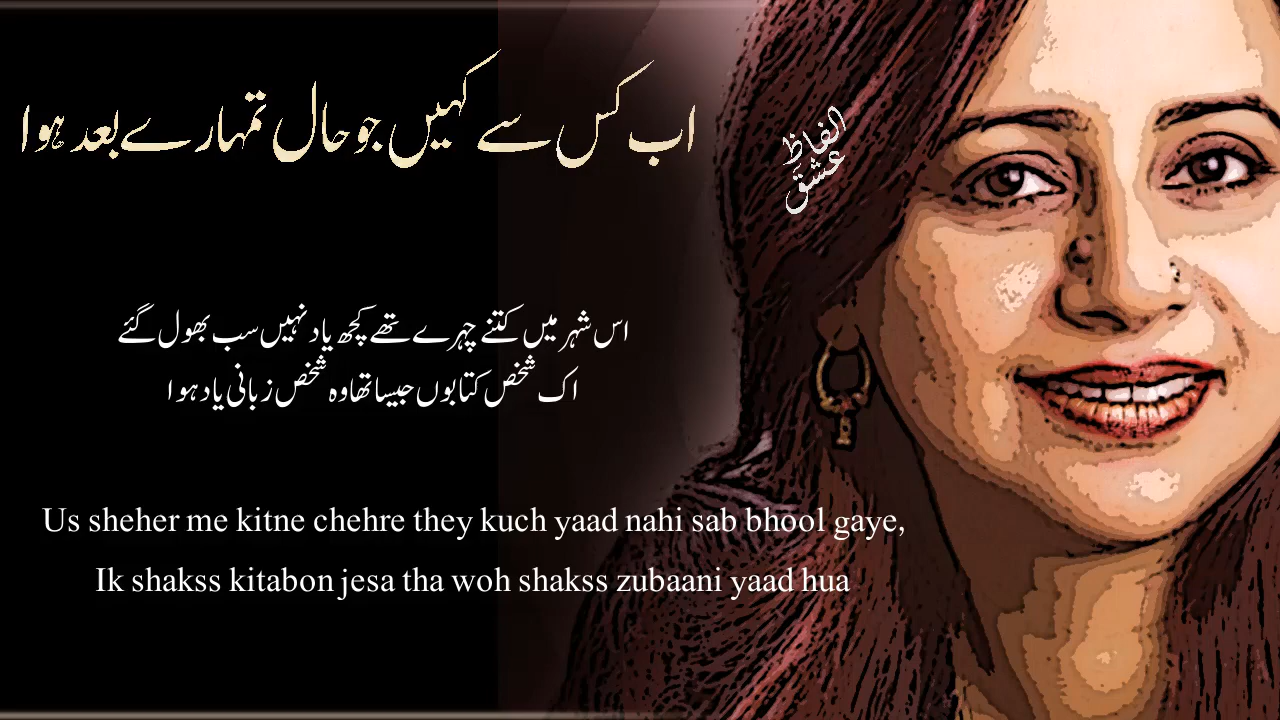 اب کس سے کہیں جو حال تمہارے بعد ہوا
الفاظِ
عشق
اس شہر میں کتنے چہرے تھے کچھ یاد نہیں سب بھول گئے
اک شخص کتابوں جیسا تھا وہ شخص زبانی یاد ہوا
Us sheher me kitne chehre they kuch yaad nahi sab bhool gaye,
Ik shakss kitabon jesa tha woh shakss zubaani yaad hua